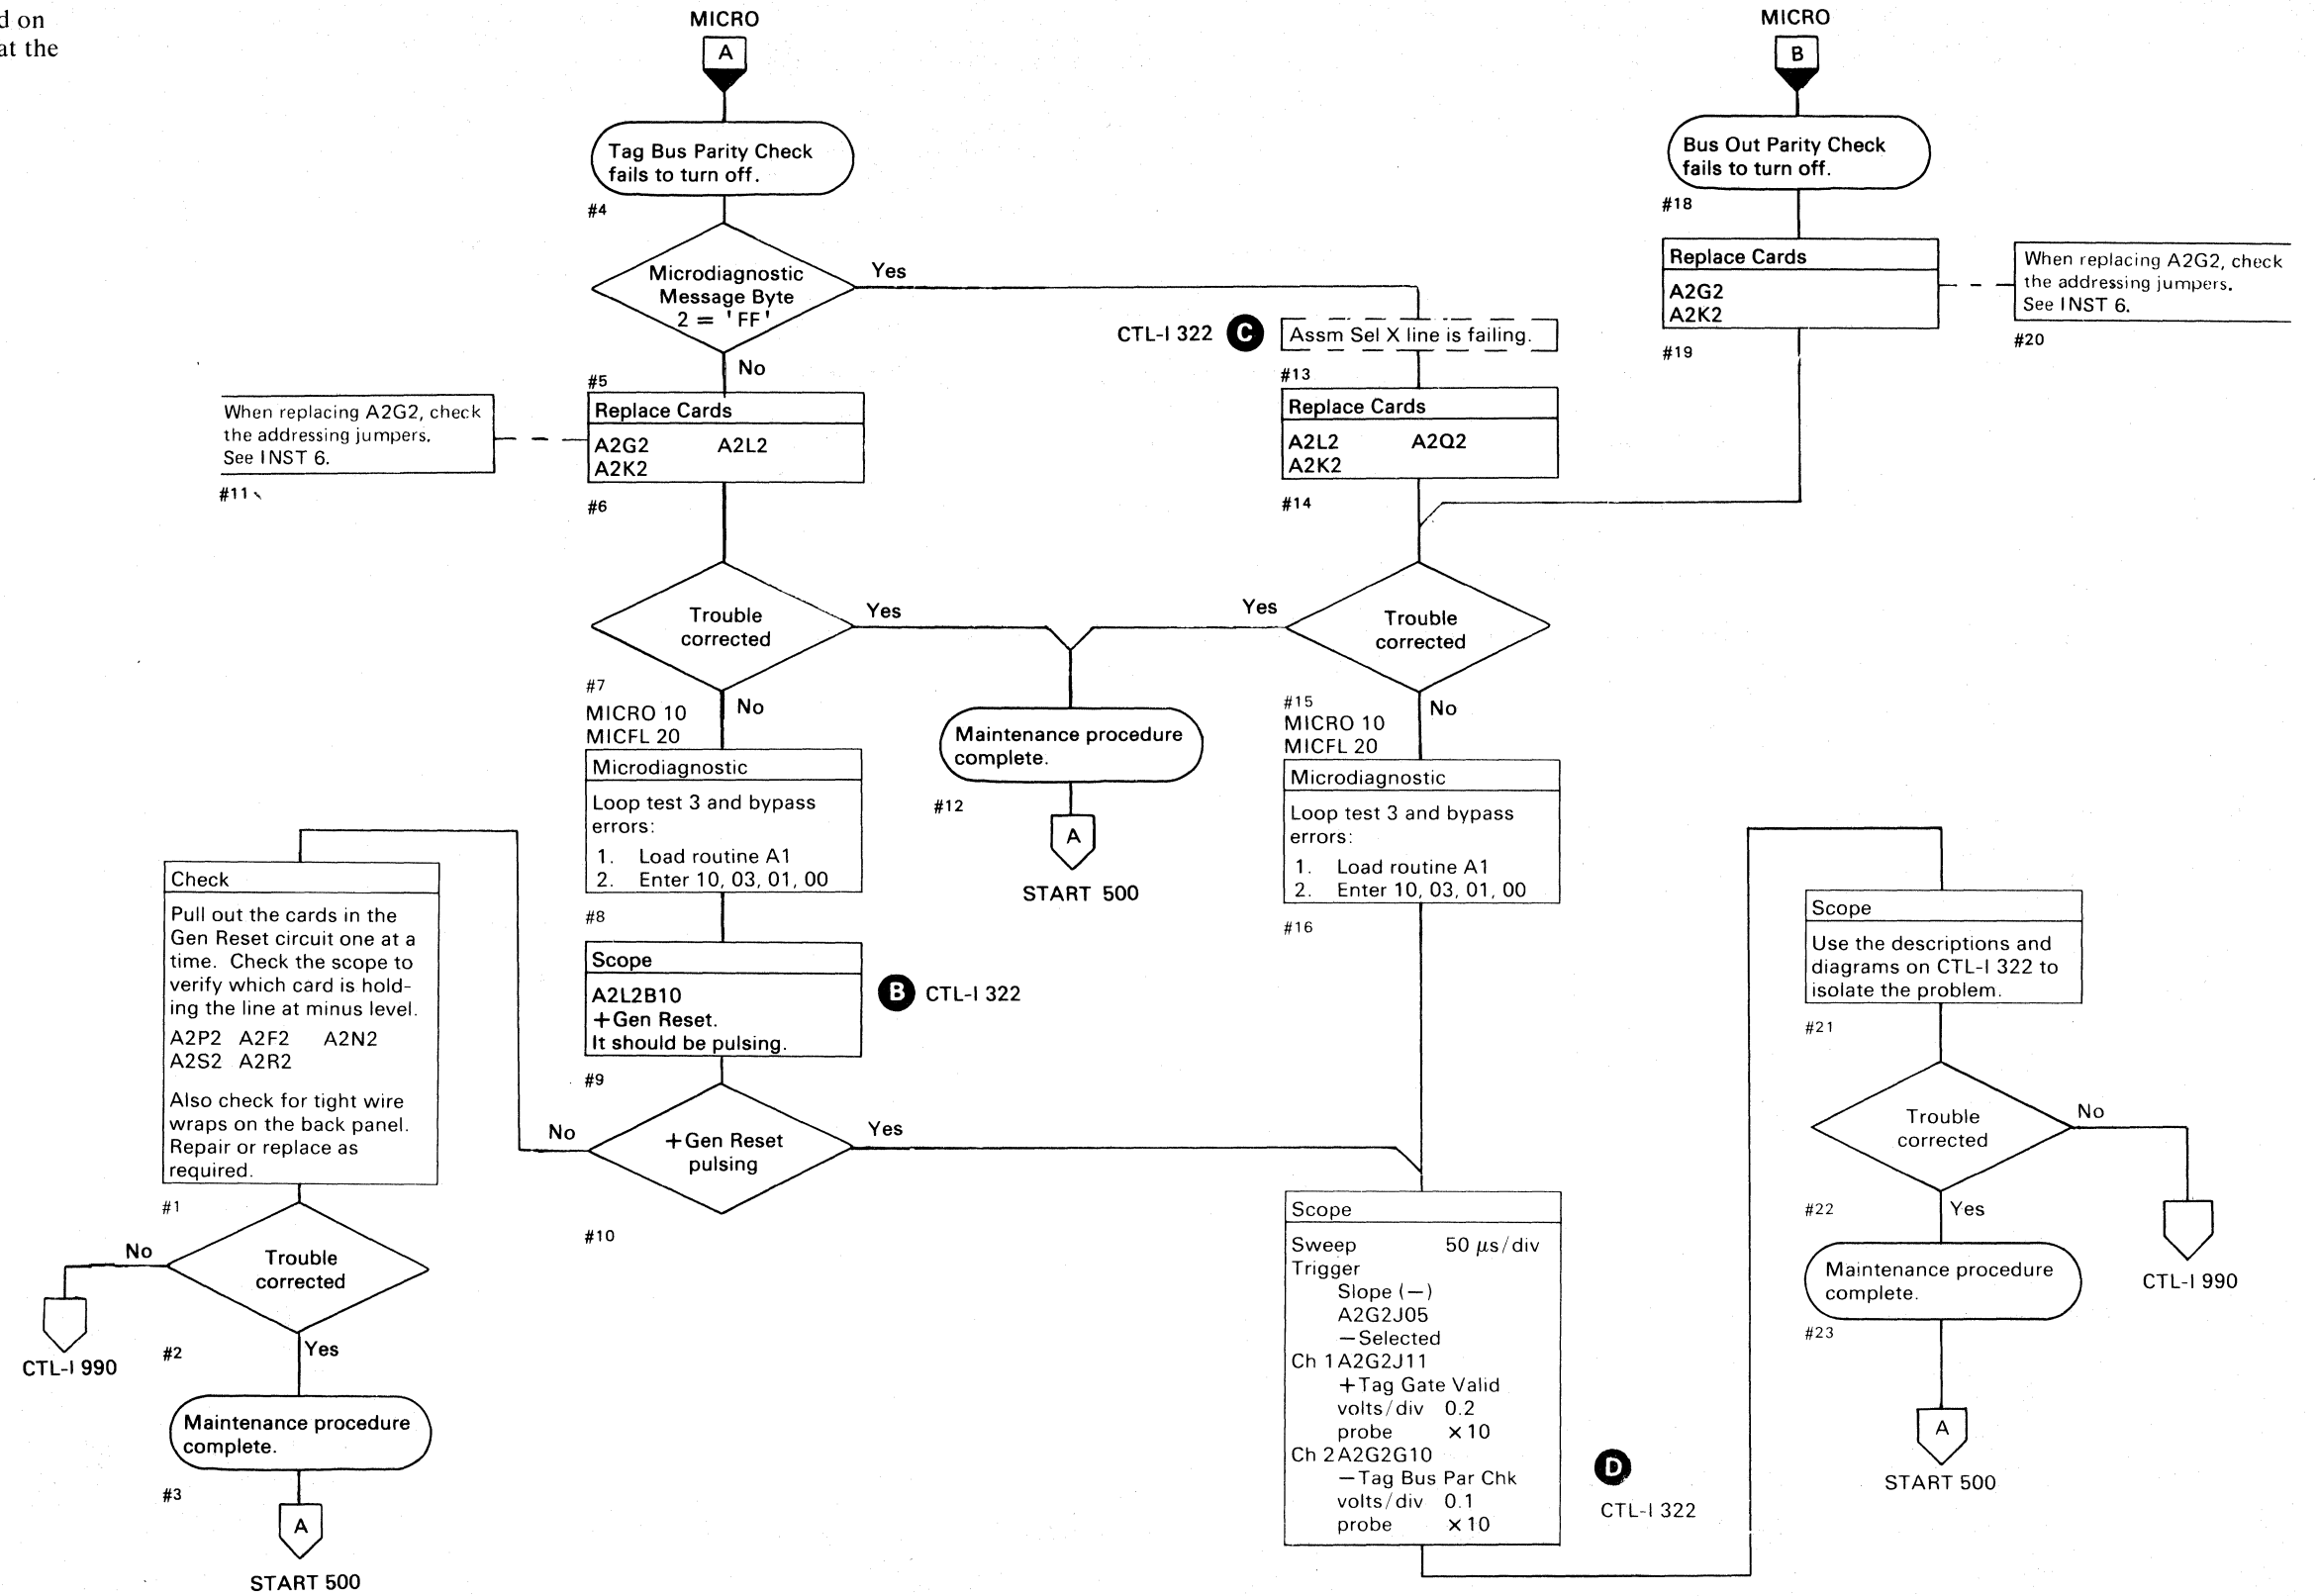 d on
at the
MICRO
A
Tag Bus Parity Check
fails to turn off.
#4
Microdiagnostic
Message Byte
2 = 'FF'
Yes
No
#5
Replace Cards
A2G2 A2L2
A2K2
#6
When replacing A2G2, check
the addressing jumpers.
See INST 6.
#11
CTL-I 322 C
Assm Sel X line is failing.
#13
Replace Cards
A2L2 A2Q2
A2K2
#14
MICRO
B
Bus Out Parity Check
fails to turn off.
#18
Replace Cards
A2G2
A2K2
#19
When replacing A2G2, check
the addressing jumpers.
See INST 6.
#20
Trouble
corrected
Yes
No
#7
MICRO 10
MICFL 20
Microdiagnostic
Loop test 3 and bypass
errors:
1. Load routine A1
2. Enter 10, 03, 01, 00
#8
Scope
A2L2B10
+Gen Reset.
It should be pulsing.
B CTL-I 322
#9
+Gen Reset
pulsing
No
Yes
#10
Maintenance procedure
complete.
#12
A
START 500
Trouble
corrected
Yes
No
#15
MICRO 10
MICFL 20
Microdiagnostic
Loop test 3 and bypass
errors:
1. Load routine A1
2. Enter 10, 03, 01, 00
#16
Check
Pull out the cards in the
Gen Reset circuit one at a
time. Check the scope to
verify which card is hold-
ing the line at minus level.
A2P2 A2F2 A2N2
A2S2 A2R2
Also check for tight wire
wraps on the back panel.
Repair or replace as
required.
#1
Trouble
corrected
No
CTL-I 990
Yes
#2
Maintenance procedure
complete.
#3
A
START 500
Scope
Sweep 50 μs/div
Trigger
Slope (—)
A2G2J05
—Selected
Ch 1 A2G2J11
+Tag Gate Valid
volts/div 0.2
probe ×10
Ch 2 A2G2G10
—Tag Bus Par Chk
volts/div 0.1
probe ×10
D
CTL-I 322
Scope
Use the descriptions and
diagrams on CTL-I 322 to
isolate the problem.
#21
Trouble
corrected
No
CTL-I 990
#22
Yes
Maintenance procedure
complete.
#23
A
START 500